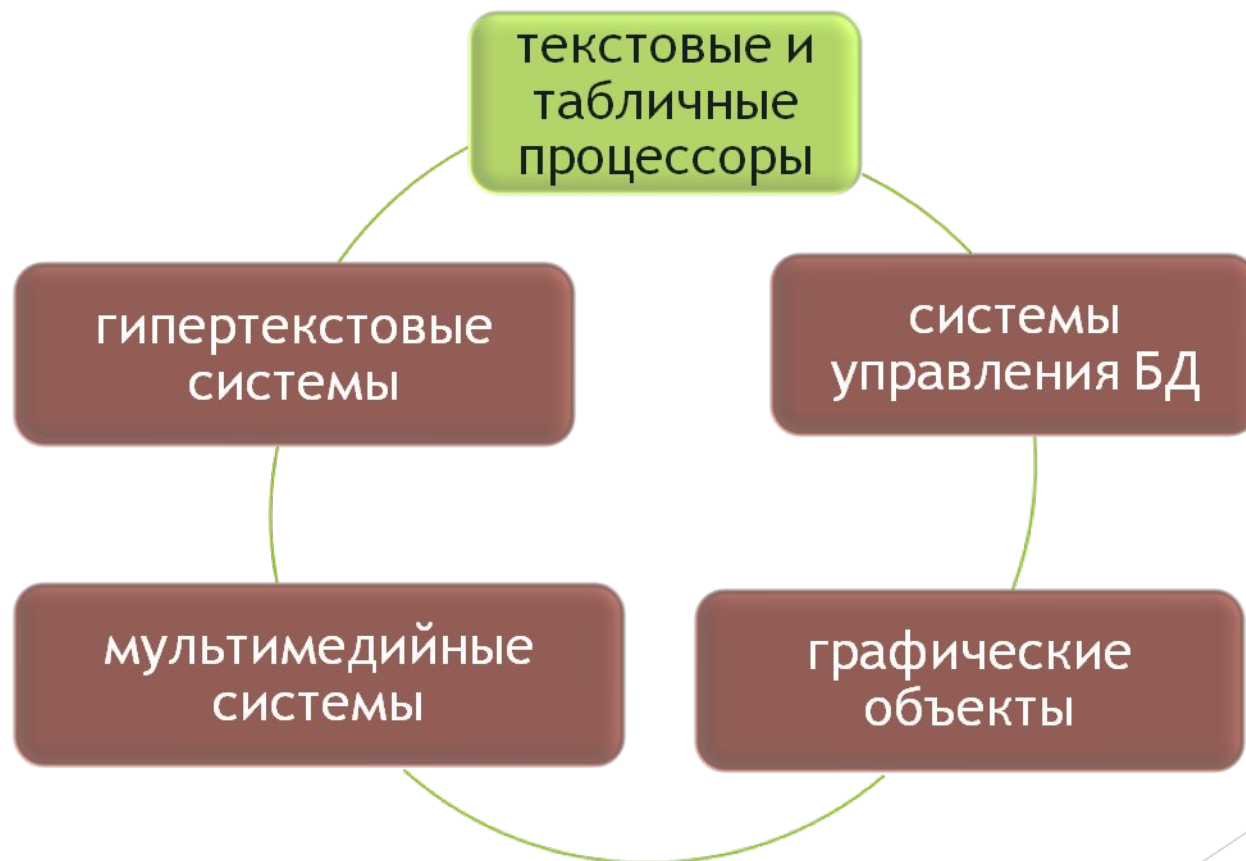 текстовые и
табличные
процессоры
гипертекстовые
системы
системы
управления БД
мультимедийные
системы
графические
объекты